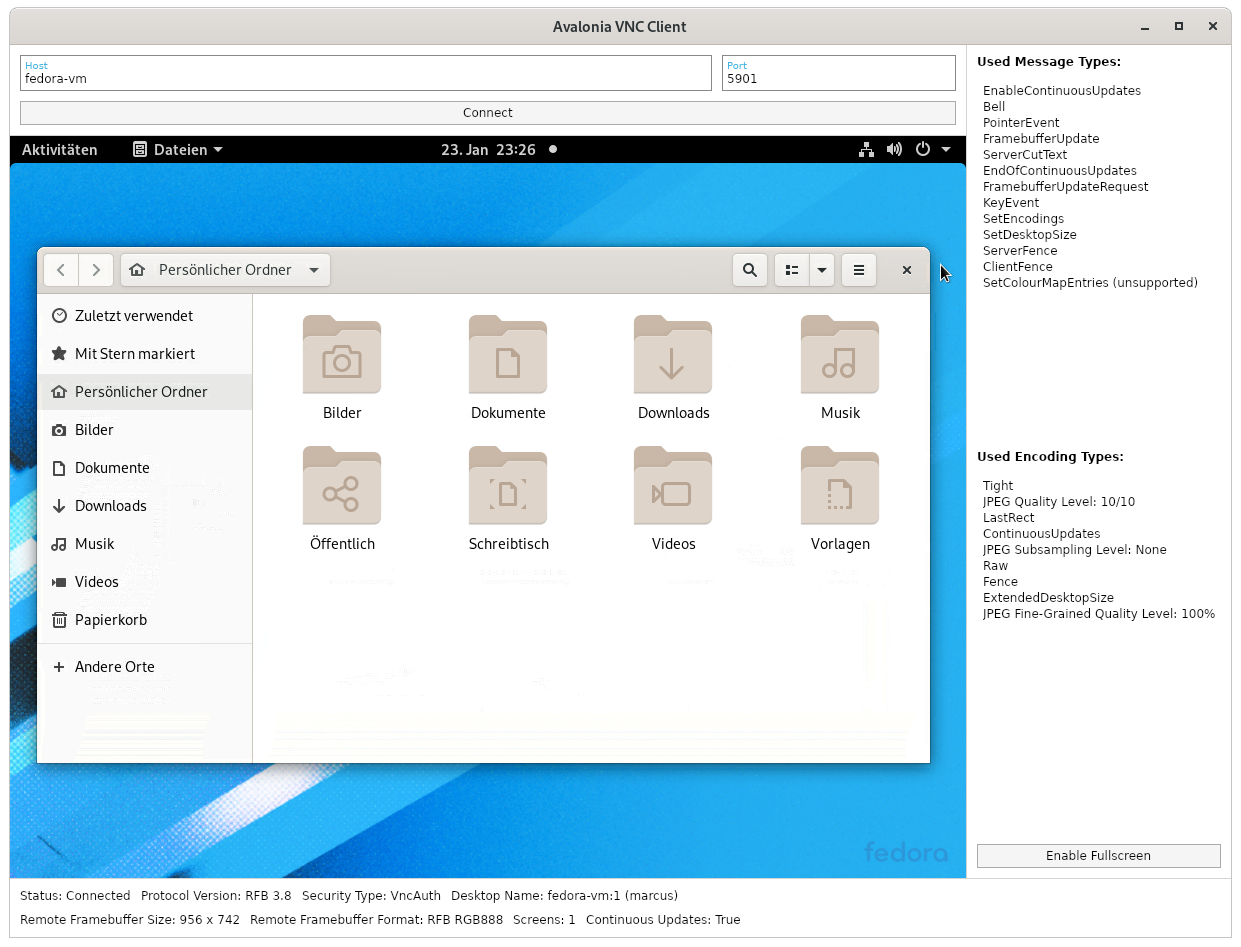 Avalonia VNC Client
Host
fedora-vm
Port
5901
Connect
Aktivitäten Dateien 23. Jan 23:26
Persönlicher Ordner
Zuletzt verwendet
Mit Stern markiert
Persönlicher Ordner
Bilder
Dokumente
Downloads
Musik
Videos
Papierkorb
Andere Orte
Bilder Dokumente Downloads Musik
Öffentlich Schreibtisch Videos Vorlagen
fedora
Used Message Types:
EnableContinuousUpdates
Bell
PointerEvent
FramebufferUpdate
ServerCutText
EndOfContinuousUpdates
FramebufferUpdateRequest
KeyEvent
SetEncodings
SetDesktopSize
ServerFence
ClientFence
SetColourMapEntries (unsupported)
Used Encoding Types:
Tight
JPEG Quality Level: 10/10
LastRect
ContinuousUpdates
JPEG Subsampling Level: None
Raw
Fence
ExtendedDesktopSize
JPEG Fine-Grained Quality Level: 100%
Enable Fullscreen
Status: Connected Protocol Version: RFB 3.8 Security Type: VncAuth Desktop Name: fedora-vm:1 (marcus)
Remote Framebuffer Size: 956 x 742 Remote Framebuffer Format: RFB RGB888 Screens: 1 Continuous Updates: True